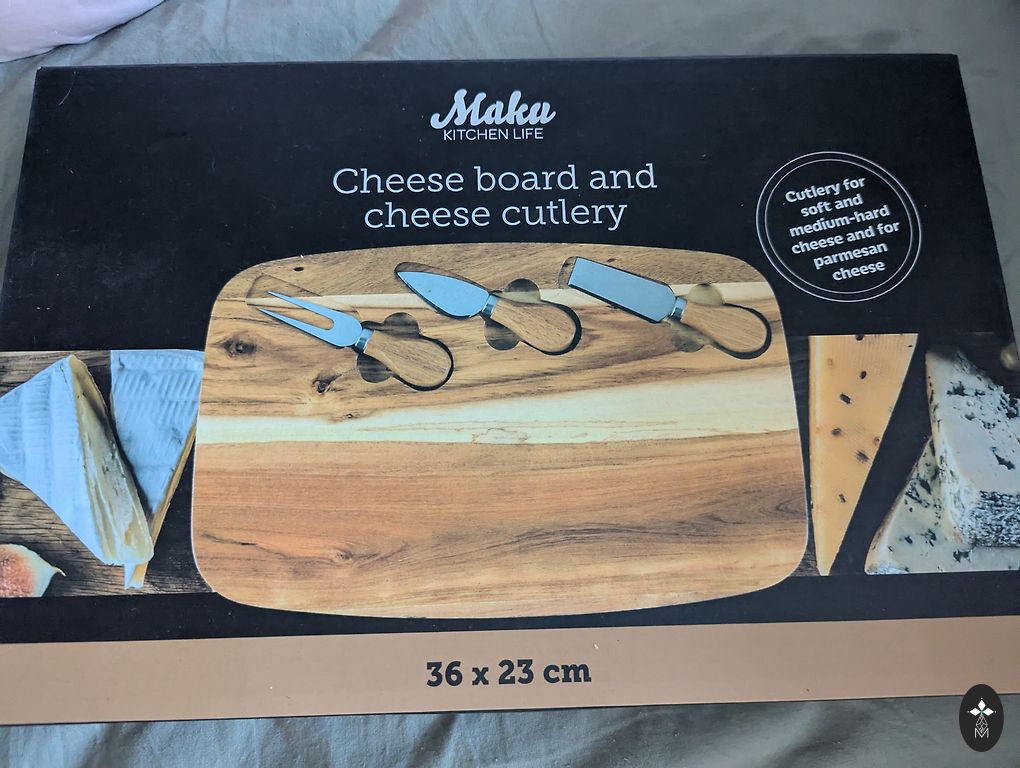 Maku
KITCHEN LIFE
Cheese board and
cheese cutlery
Cutlery for
soft and
medium-hard
cheese and for
parmesan
cheese
36 x 23 cm
M